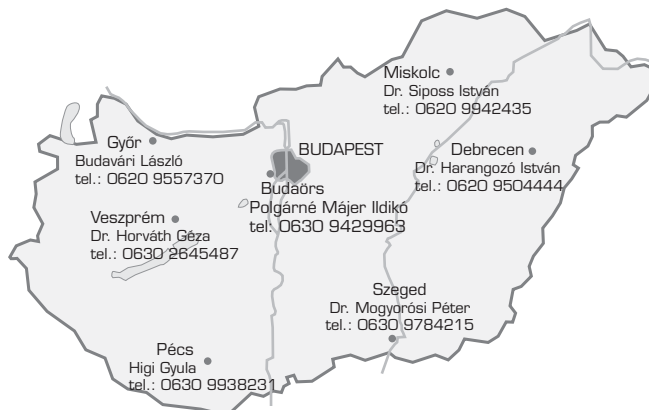 Miskolc
Dr. Siposs István
tel.: 0620 9942435
Győr
Budavári László
tel.: 0620 9557370
BUDAPEST
Debrecen
Dr. Harangozó István
tel.: 0620 9504444
Budaörs
Polgárné Májer Ildikó
tel: 0630 9429963
Veszprém
Dr. Horváth Géza
tel.: 0630 2645487
Szeged
Dr. Mogyorósi Péter
tel.: 0630 9784215
Pécs
Higi Gyula
tel.: 0630 9938231